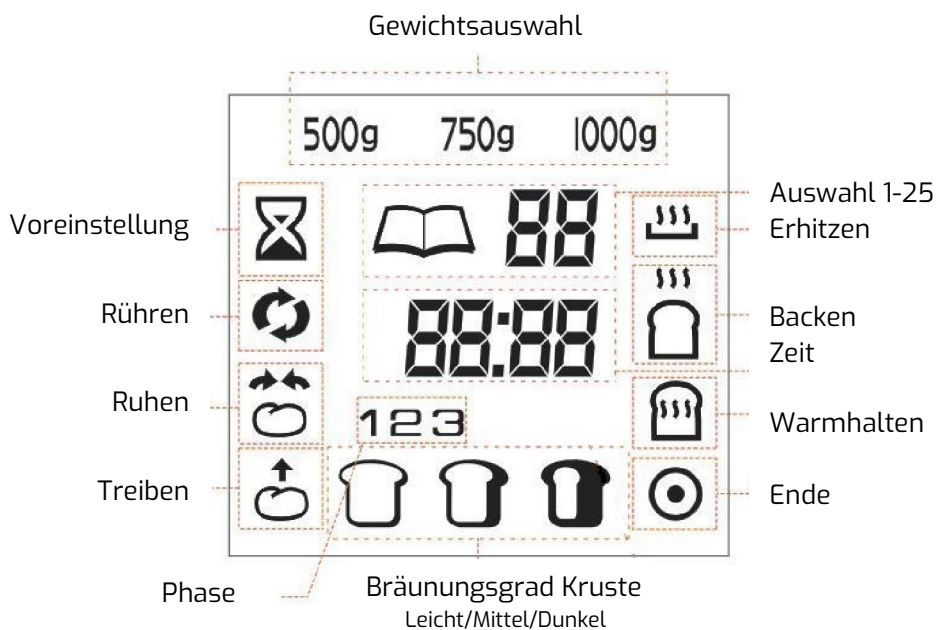 Gewichtsauswahl
500g 750g 1000g
Voreinstellung
88
Auswahl 1-25
Erhitzen
Rühren
88:88
Backen
Zeit
Ruhen
123
Warmhalten
Treiben
Ende
Phase
Bräunungsgrad Kruste
Leicht/Mittel/Dunkel